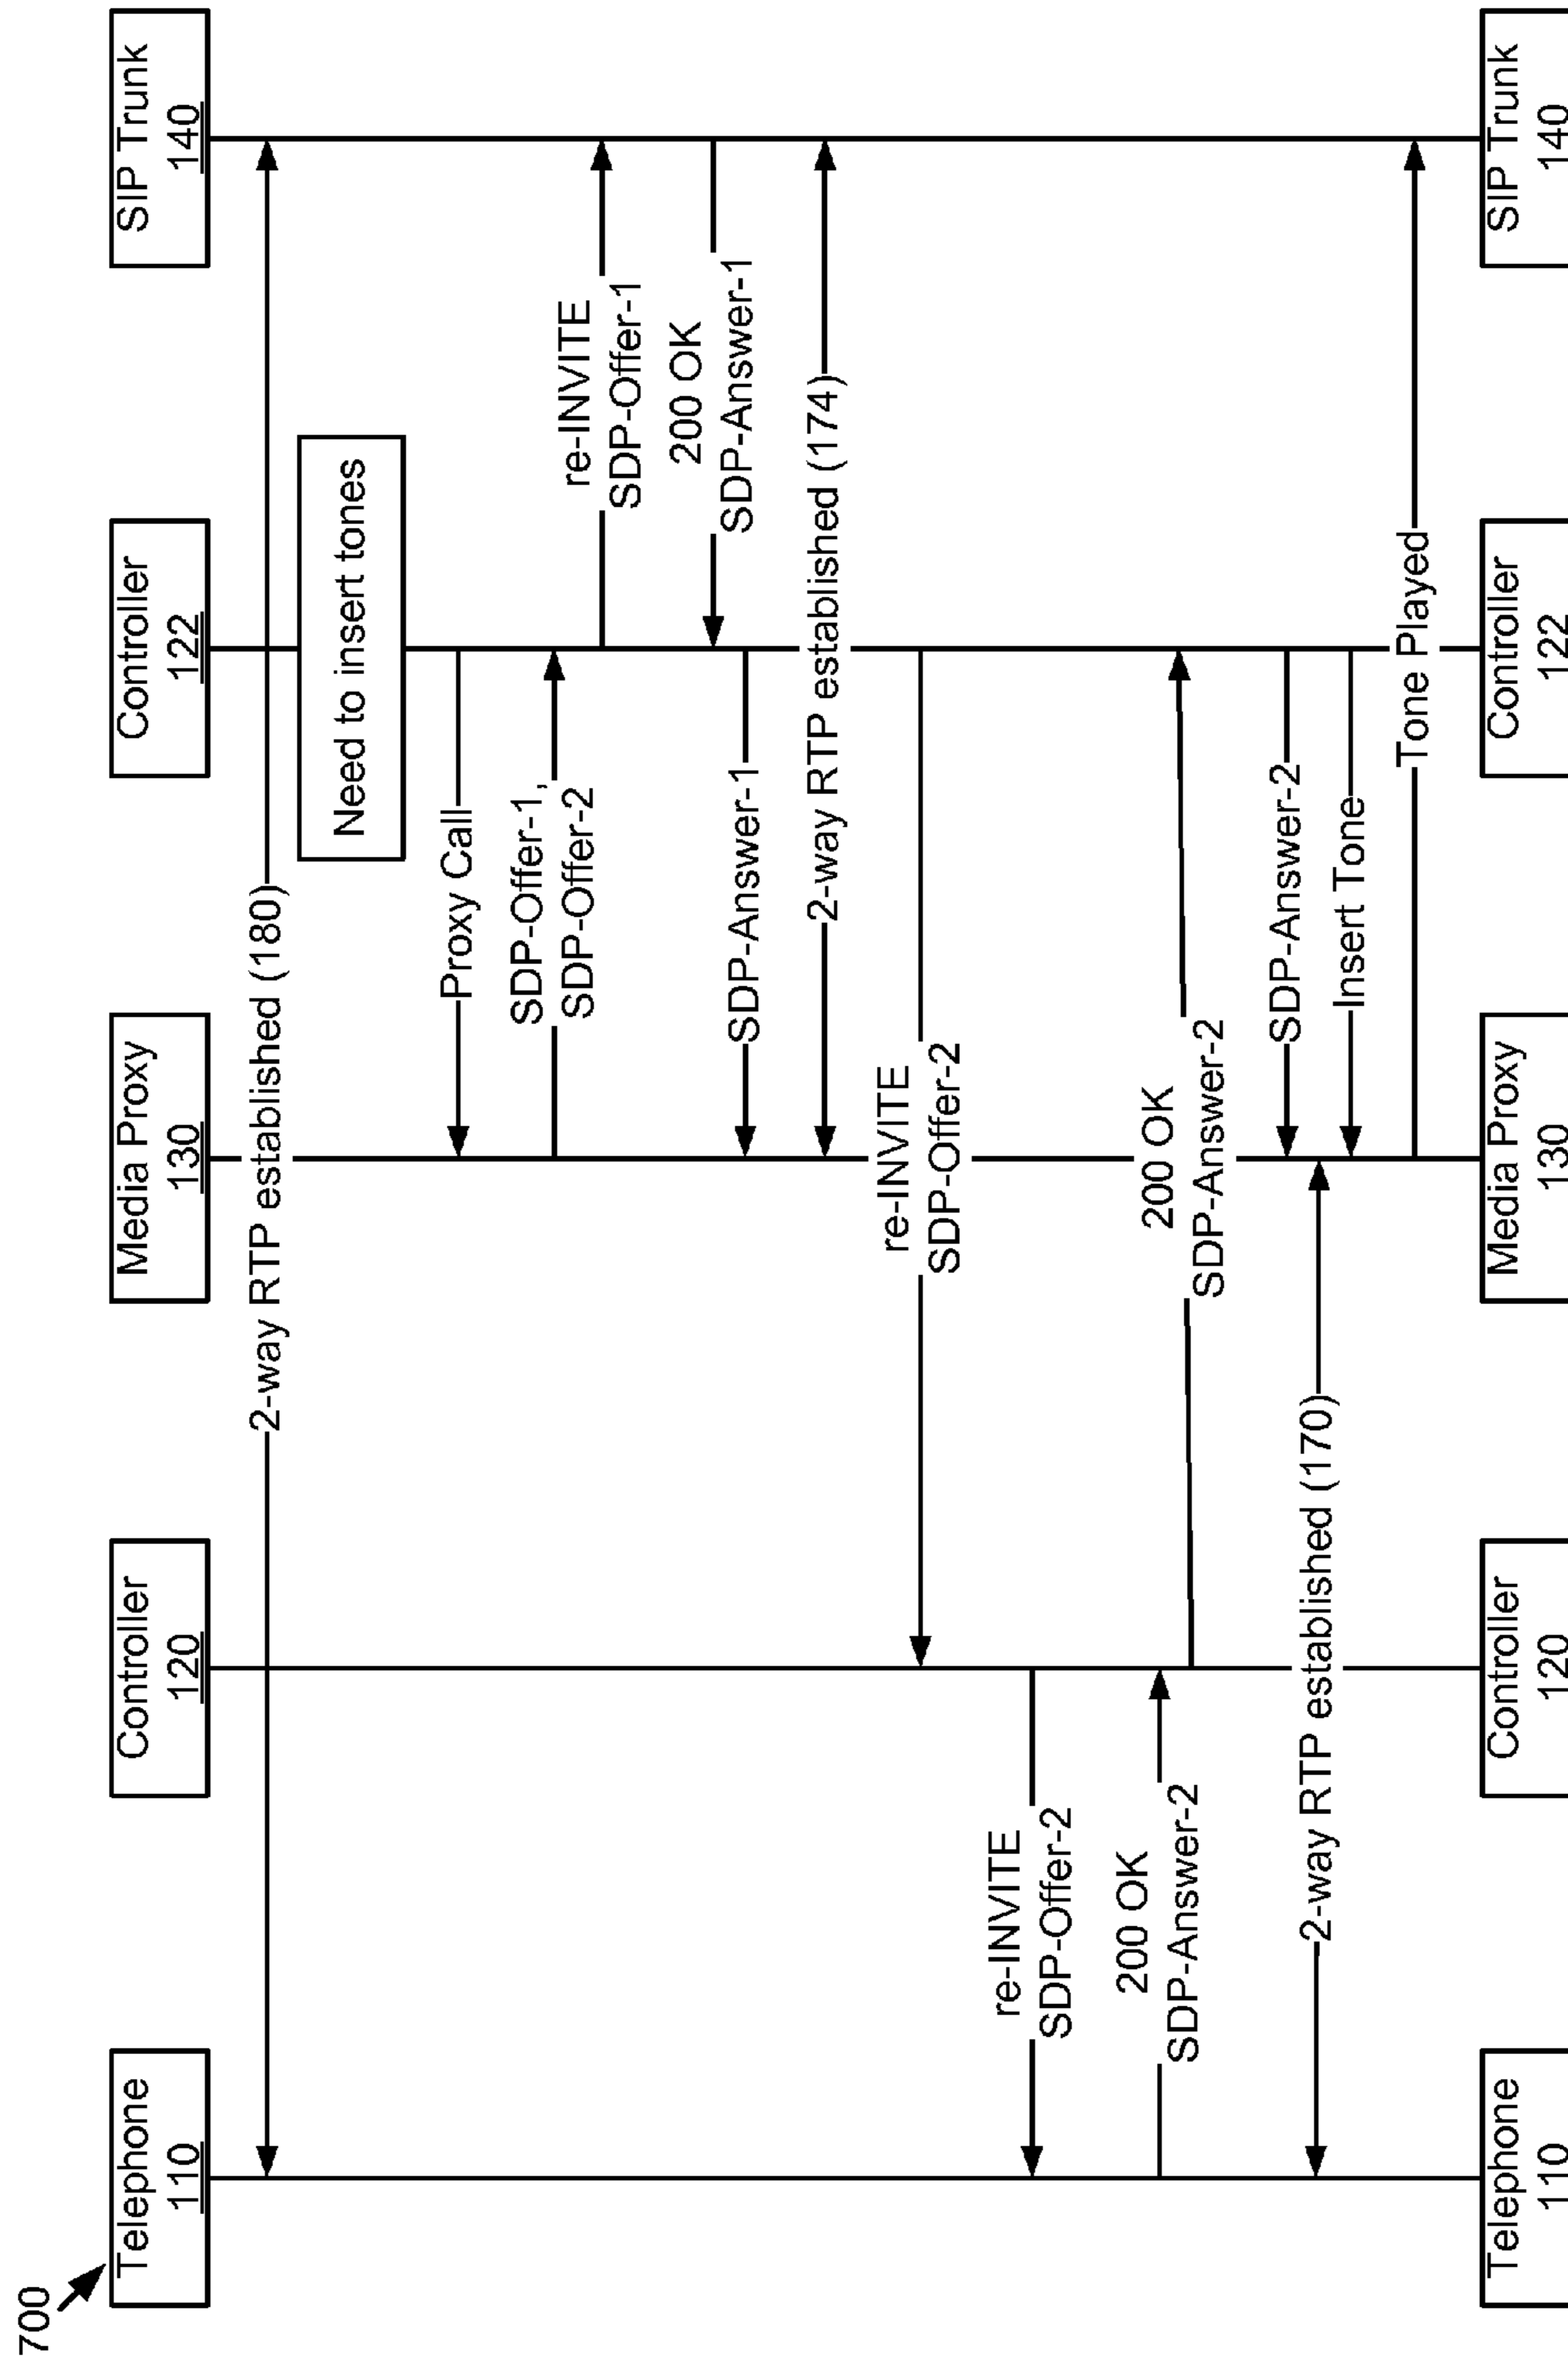 700
Telephone
110
Controller
120
Media Proxy
130
Controller
122
SIP Trunk
140
2-way RTP established (180)
Need to insert tones
Proxy Call
SDP-Offer-1,
SDP-Offer-2
re-INVITE
SDP-Offer-1
200 OK
SDP-Answer-1
SDP-Answer-1
2-way RTP established (174)
re-INVITE
SDP-Offer-2
re-INVITE
SDP-Offer-2
200 OK
SDP-Answer-2
200 OK
SDP-Answer-2
SDP-Answer-2
2-way RTP established (170)
Insert Tone
Tone Played
Telephone
110
Controller
120
Media Proxy
130
Controller
122
SIP Trunk
140